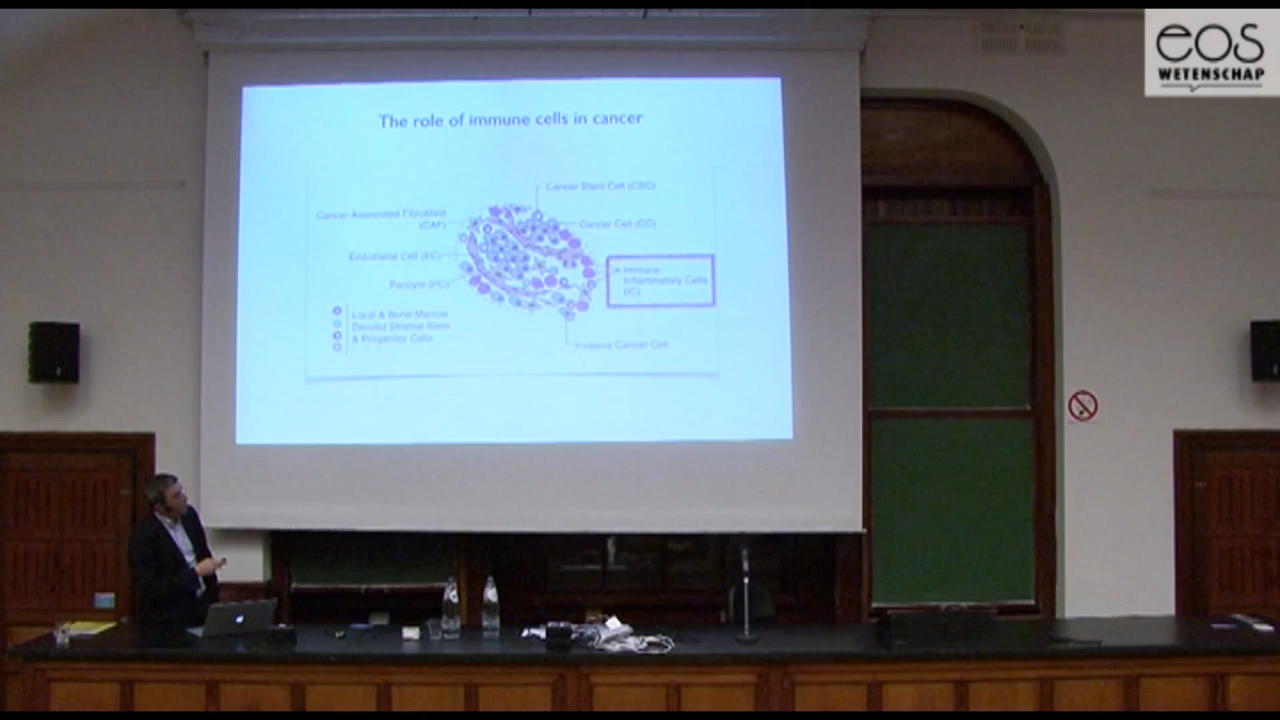 eos
WETENSCHAP
The role of immune cells in cancer
Cancer Stem Cell (CSC)
Cancer-Associated Fibroblast
(CAF)
Cancer Cell (CC)
Endothelial Cell (EC)
Pericyte (PC)
Immune
Inflammatory Cells
(IC)
Local & Bone-Marrow
Derived Stromal Stem
& Progenitor Cells
Invasive Cancer Cell